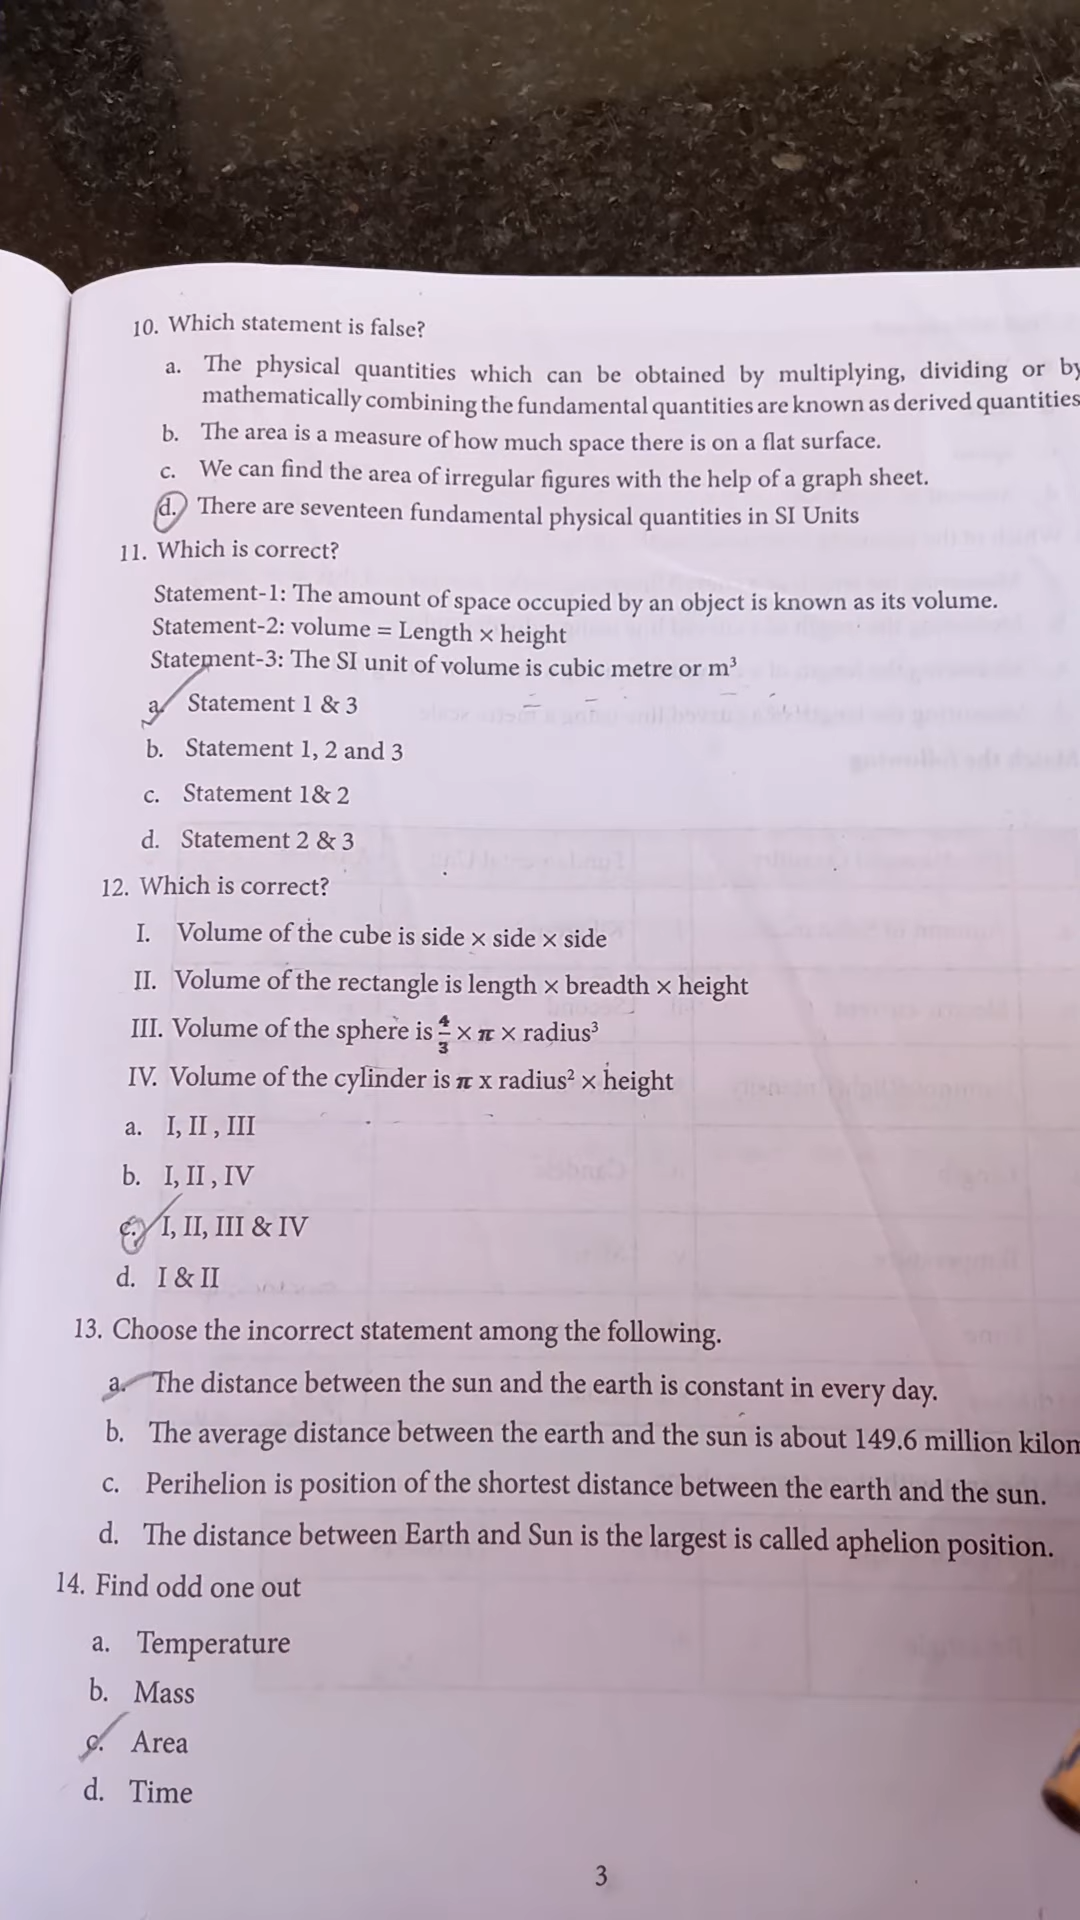 10. Which statement is false?
a. The physical quantities which can be obtained by multiplying, dividing or by
mathematically combining the fundamental quantities are known as derived quantities
b. The area is a measure of how much space there is on a flat surface.
c. We can find the area of irregular figures with the help of a graph sheet.
d. There are seventeen fundamental physical quantities in SI Units
11. Which is correct?
Statement-1: The amount of space occupied by an object is known as its volume.
Statement-2: volume = Length × height
Statement-3: The SI unit of volume is cubic metre or m³
a. Statement 1 & 3
b. Statement 1, 2 and 3
c. Statement 1& 2
d. Statement 2 & 3
12. Which is correct?
I. Volume of the cube is side × side × side
II. Volume of the rectangle is length × breadth × height
III. Volume of the sphere is 4/3 × π × radius³
IV. Volume of the cylinder is π x radius² × height
a. I, II , III
b. I, II , IV
c. I, II, III & IV
d. I & II
13. Choose the incorrect statement among the following.
a. The distance between the sun and the earth is constant in every day.
b. The average distance between the earth and the sun is about 149.6 million kilom
c. Perihelion is position of the shortest distance between the earth and the sun.
d. The distance between Earth and Sun is the largest is called aphelion position.
14. Find odd one out
a. Temperature
b. Mass
c. Area
d. Time
3